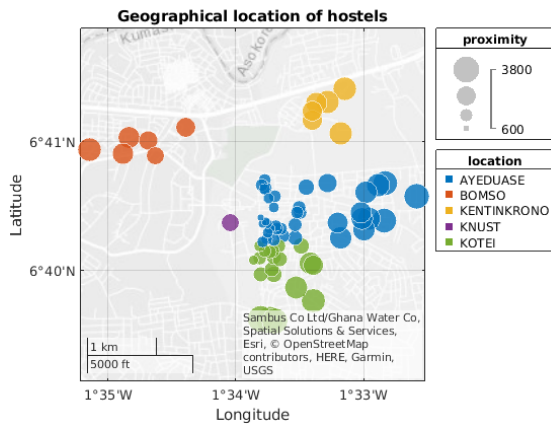 Geographical location of hostels
Kumasi
Asoko
6°41'N
6°40'N
Latitude
1 km
5000 ft
Sambus Co Ltd/Ghana Water Co,
Spatial Solutions & Services,
Esri, © OpenStreetMap
contributors, HERE, Garmin,
USGS
1°35'W
1°34'W
1°33'W
Longitude
proximity
3800
600
location
AYEDUASE
BOMSO
KENTINKRONO
KNUST
KOTEI